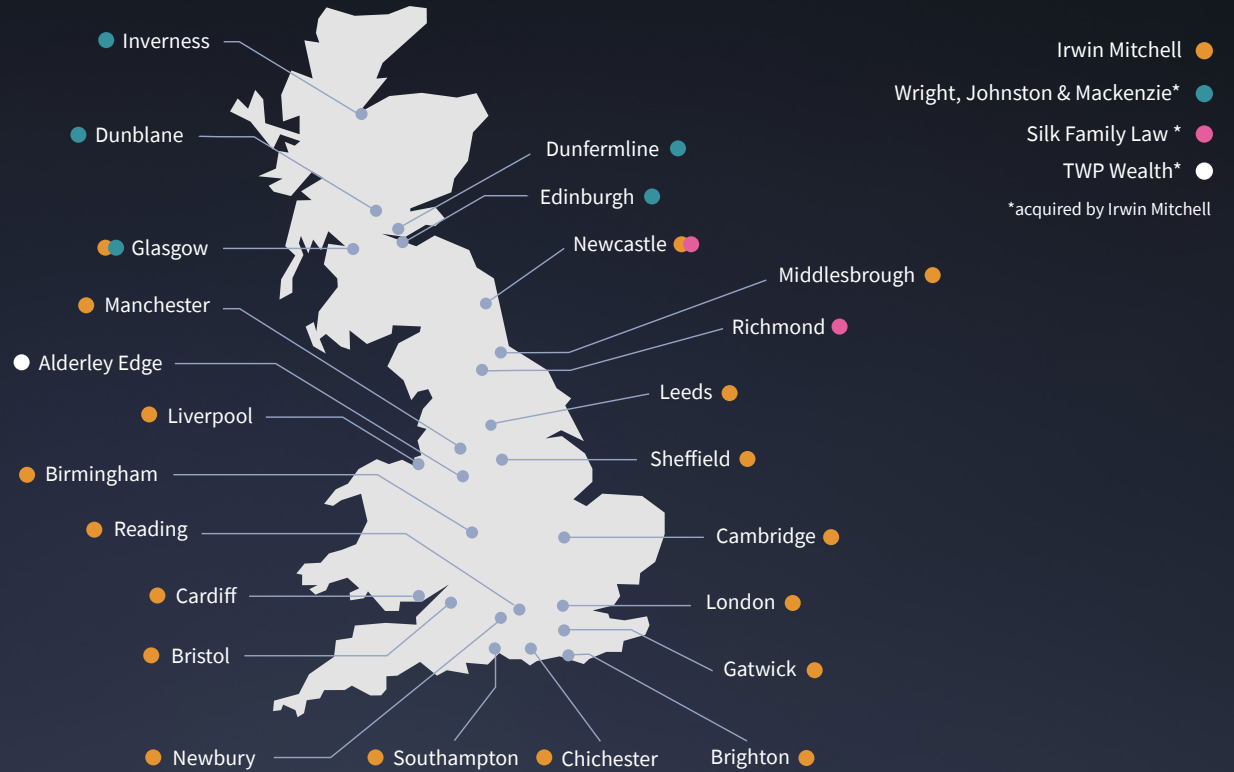 Inverness
Dunblane
Glasgow
Manchester
Alderley Edge
Liverpool
Birmingham
Reading
Cardiff
Bristol
Newbury
Southampton
Chichester
Brighton
Dunfermline
Edinburgh
Newcastle
Middlesbrough
Richmond
Leeds
Sheffield
Cambridge
London
Gatwick
Irwin Mitchell
Wright, Johnston & Mackenzie*
Silk Family Law *
TWP Wealth*
*acquired by Irwin Mitchell